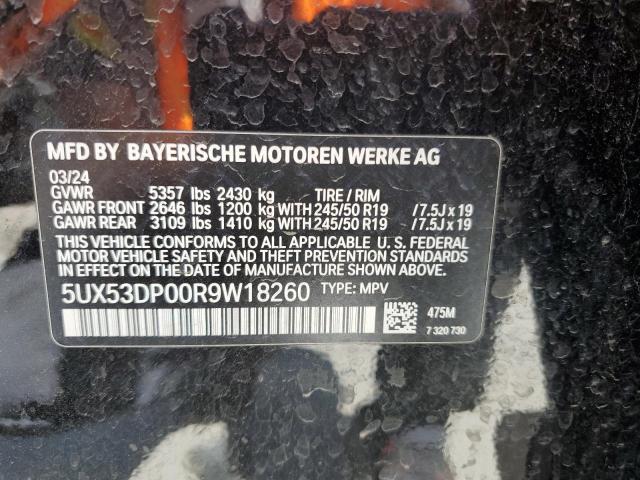 MFD BY BAYERISCHE MOTOREN WERKE AG
03/24
GVWR 5357 lbs 2430 kg TIRE / RIM
GAWR FRONT 2646 lbs 1200 kg WITH 245/50 R19 / 7.5J x 19
GAWR REAR 3109 lbs 1410 kg WITH 245/50 R19 / 7.5J x 19
THIS VEHICLE CONFORMS TO ALL APPLICABLE U. S. FEDERAL
MOTOR VEHICLE SAFETY AND THEFT PREVENTION STANDARDS
IN EFFECT ON THE DATE OF MANUFACTURE SHOWN ABOVE.
5UX53DP00R9W18260 TYPE: MPV
475M
7 320 730